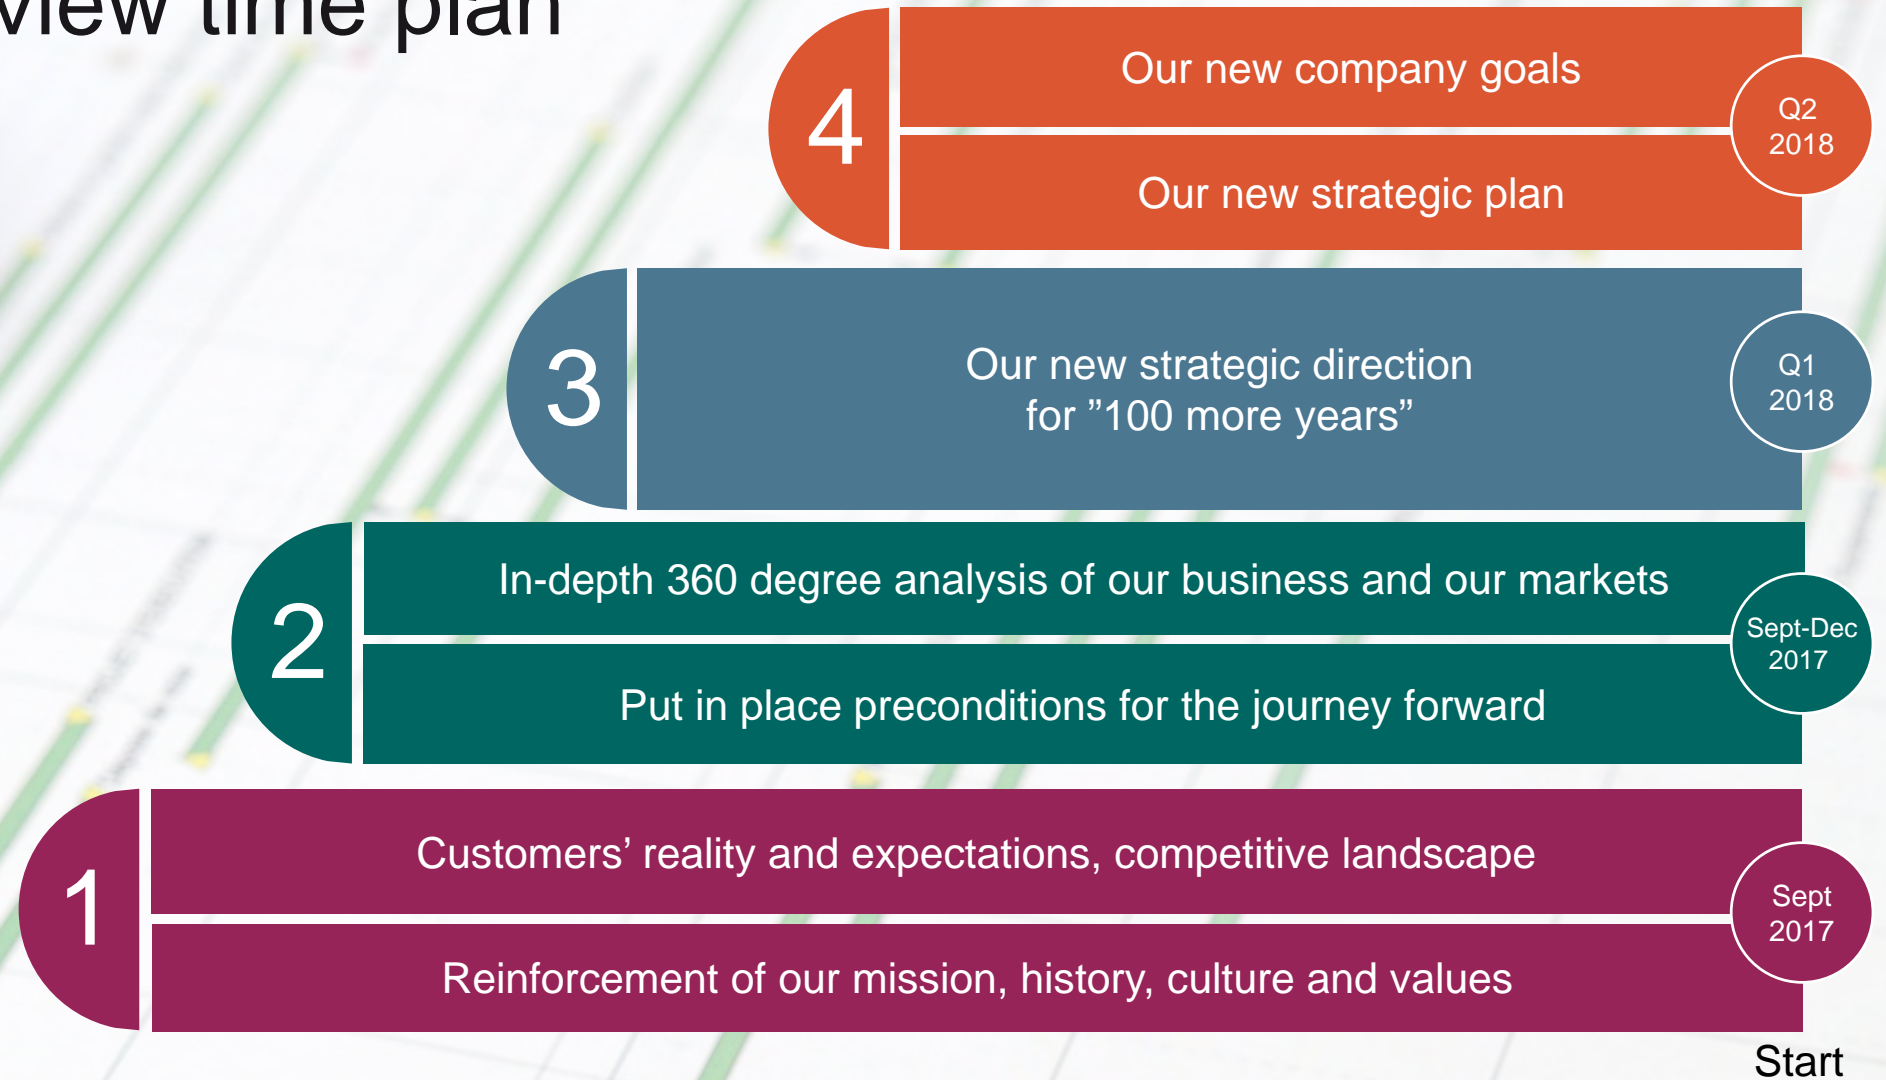 view time plan
4
Our new company goals
Our new strategic plan
Q2
2018
3
Our new strategic direction
for ”100 more years”
Q1
2018
2
In-depth 360 degree analysis of our business and our markets
Put in place preconditions for the journey forward
Sept-Dec
2017
1
Customers’ reality and expectations, competitive landscape
Reinforcement of our mission, history, culture and values
Sept
2017
Start